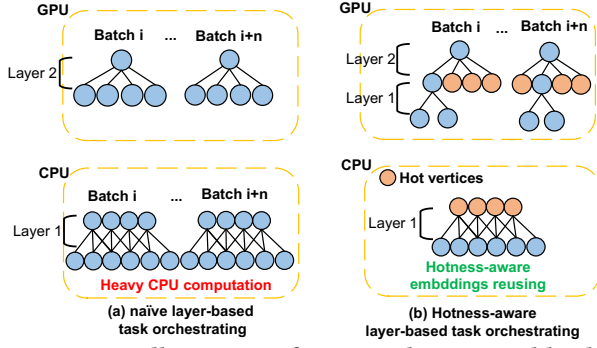 GPU
Batch i ... Batch i+n
Layer 2
CPU
Batch i ... Batch i+n
Layer 1
Heavy CPU computation
(a) naïve layer-based
task orchestrating
GPU
Batch i ... Batch i+n
Layer 2
Layer 1
CPU
Hot vertices
Layer 1
Hotness-aware
embddings reusing
(b) Hotness-aware
layer-based task orchestrating